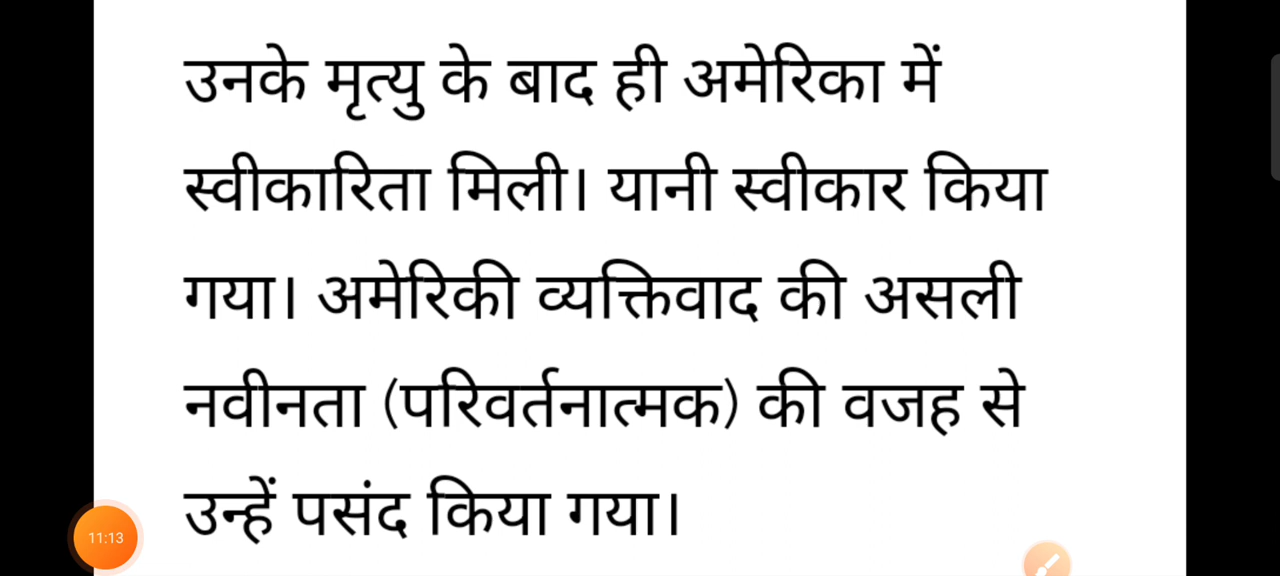 उनके मृत्यु के बाद ही अमेरिका में
स्वीकारिता मिली। यानी स्वीकार किया
गया। अमेरिकी व्यक्तिवाद की असली
नवीनता (परिवर्तनात्मक) की वजह से
उन्हें पसंद किया गया।
11:13